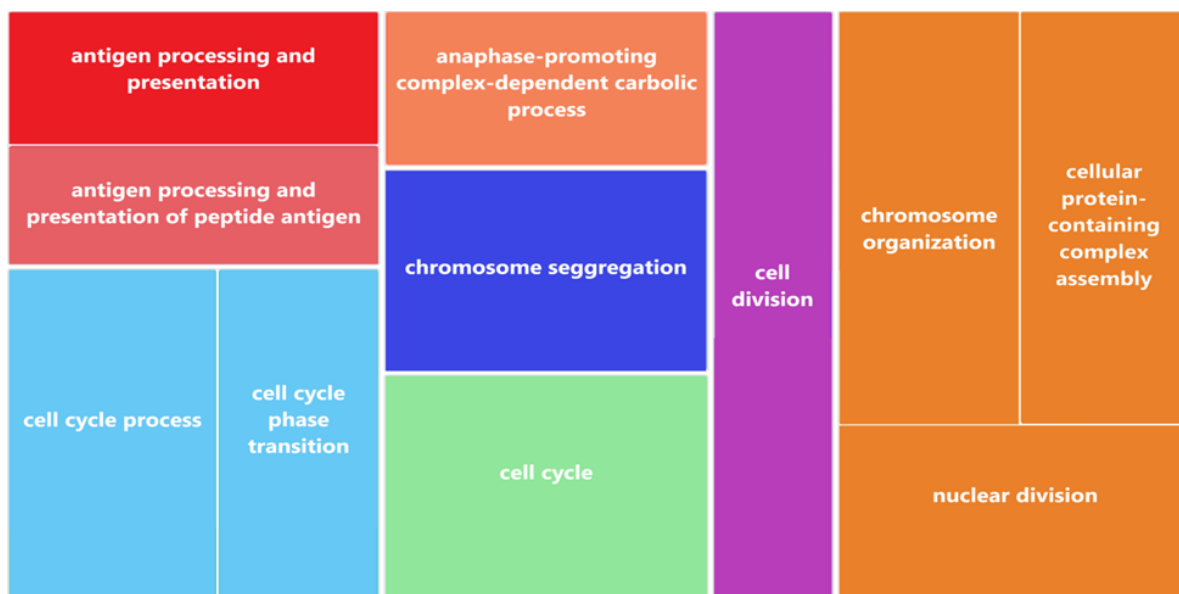 antigen processing and
presentation
antigen processing and
presentation of peptide antigen
cell cycle process
cell cycle
phase
transition
anaphase-promoting
complex-dependent carbolic
process
chromosome seggregation
cell cycle
cell
division
chromosome
organization
cellular
protein-
containing
complex
assembly
nuclear division